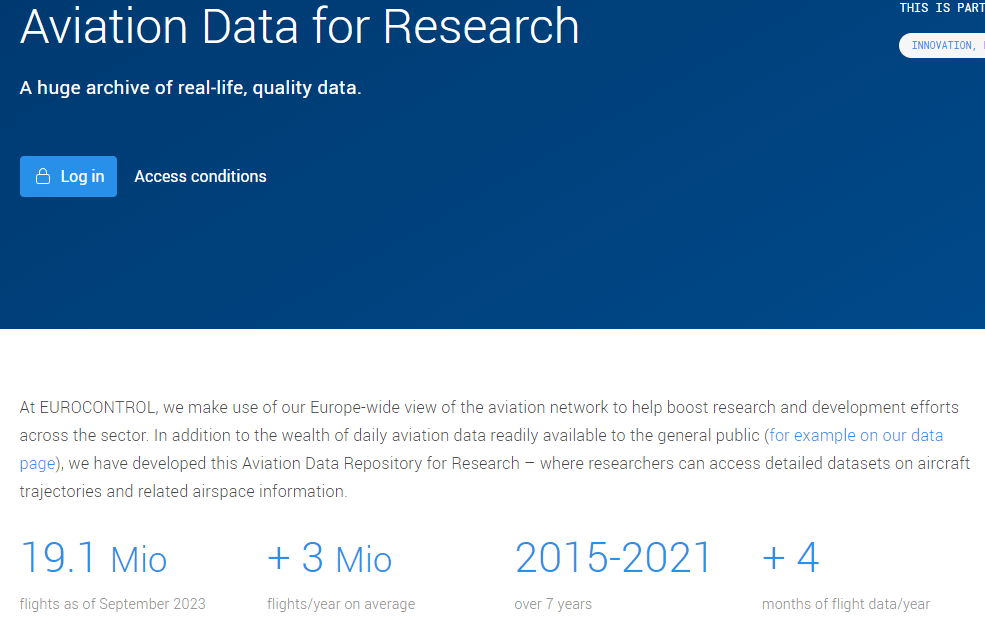 THIS IS PART
Aviation Data for Research
INNOVATION,
A huge archive of real-life, quality data.
Log in
Access conditions
At EUROCONTROL, we make use of our Europe-wide view of the aviation network to help boost research and development efforts
across the sector. In addition to the wealth of daily aviation data readily available to the general public (for example on our data
page), we have developed this Aviation Data Repository for Research – where researchers can access detailed datasets on aircraft
trajectories and related airspace information.
19.1 Mio
flights as of September 2023
+ 3 Mio
flights/year on average
2015-2021
over 7 years
+ 4
months of flight data/year